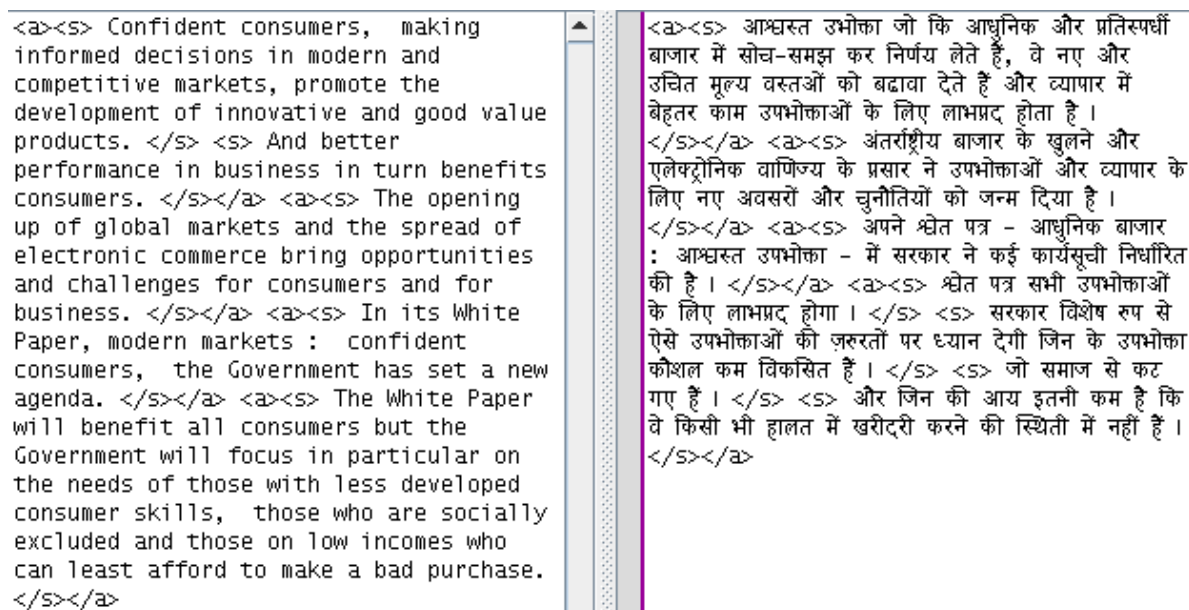 <a><s> Confident consumers,  making
informed decisions in modern and
competitive markets, promote the
development of innovative and good value
products. </s> <s> And better
performance in business in turn benefits
consumers. </s></a> <a><s> The opening
up of global markets and the spread of
electronic commerce bring opportunities
and challenges for consumers and for
business. </s></a> <a><s> In its White
Paper, modern markets :  confident
consumers,  the Government has set a new
agenda. </s></a> <a><s> The White Paper
will benefit all consumers but the
Government will focus in particular on
the needs of those with less developed
consumer skills,  those who are socially
excluded and those on low incomes who
can least afford to make a bad purchase.
</s></a>
<a><s> आश्वस्त उभोक्ता जो कि आधुनिक और प्रतिस्पर्धी
बाजार में सोच-समझ कर निर्णय लेते हैं, वे नए और
उचित मूल्य वस्तओं को बढावा देते हैं और व्यापार में
बेहतर काम उपभोक्ताओं के लिए लाभप्रद होता है ।
</s></a> <a><s> अंतर्राष्ट्रीय बाजार के खुलने और
एलेक्ट्रोनिक वाणिज्य के प्रसार ने उपभोक्ताओं और व्यापार के
लिए नए अवसरों और चुनौतियों को जन्म दिया है ।
</s></a> <a><s> अपने श्वेत पत्र - आधुनिक बाजार
: आश्वस्त उपभोक्ता - में सरकार ने कई कार्यसूची निर्धारित
की है । </s></a> <a><s> श्वेत पत्र सभी उपभोक्ताओं
के लिए लाभप्रद होगा । </s> <s> सरकार विशेष रुप से
ऐसे उपभोक्ताओं की ज़रुरतों पर ध्यान देगी जिन के उपभोक्ता
कौशल कम विकसित हैं । </s> <s> जो समाज से कट
गए हैं । </s> <s> और जिन की आय इतनी कम है कि
वे किसी भी हालत में खरीद्री करने की स्थिती में नहीं हैं ।
</s></a>